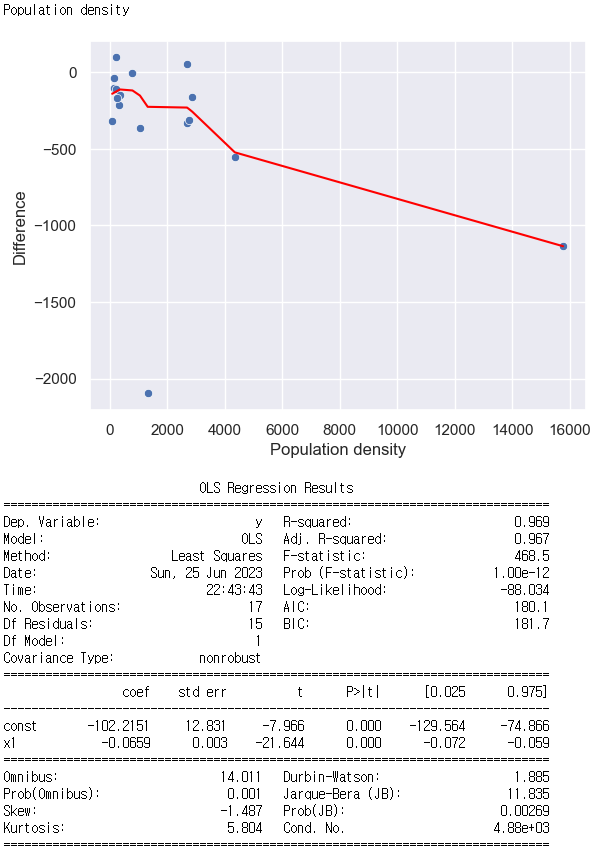 Population density
0
−500
−1000
−1500
−2000
Difference
0 2000 4000 6000 8000 10000 12000 14000 16000
Population density
OLS Regression Results
==============================================================================
Dep. Variable: y R-squared: 0.969
Model: OLS Adj. R-squared: 0.967
Method: Least Squares F-statistic: 468.5
Date: Sun, 25 Jun 2023 Prob (F-statistic): 1.00e-12
Time: 22:43:43 Log-Likelihood: -88.034
No. Observations: 17 AIC: 180.1
Df Residuals: 15 BIC: 181.7
Df Model: 1
Covariance Type: nonrobust
==============================================================================
coef std err t P>|t| [0.025 0.975]
------------------------------------------------------------------------------
const -102.2151 12.831 -7.966 0.000 -129.564 -74.866
x1 -0.0659 0.003 -21.644 0.000 -0.072 -0.059
==============================================================================
Omnibus: 14.011 Durbin-Watson: 1.885
Prob(Omnibus): 0.001 Jarque-Bera (JB): 11.835
Skew: -1.487 Prob(JB): 0.00269
Kurtosis: 5.804 Cond. No. 4.88e+03
==============================================================================